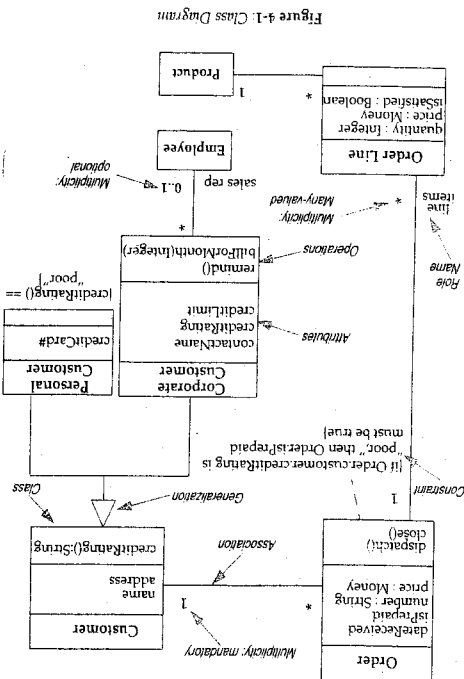 Order
dateReceived
isPrepaid
number : String
price : Money
dispatch()
close()
Multiplicity: mandatory
*
1
Association
Customer
name
address
creditRating():String
Class
Generalization
Constraint
1
{if Order.customer.creditRating is
"poor," then Order.isPrepaid
must be true}
Corporate
Customer
contactName
creditRating
creditLimit
remind()
billForMonth(Integer)
Attributes
Operations
Personal
Customer
creditCard#
{creditRating() ==
"poor"}
Role
Name
line
items
*
Multiplicity:
Many-valued
*
sales rep
0..1
Multiplicity:
optional
Employee
Order Line
quantity : Integer
price : Money
isSatisfied : Boolean
*
1
Product
Figure 4-1: Class Diagram